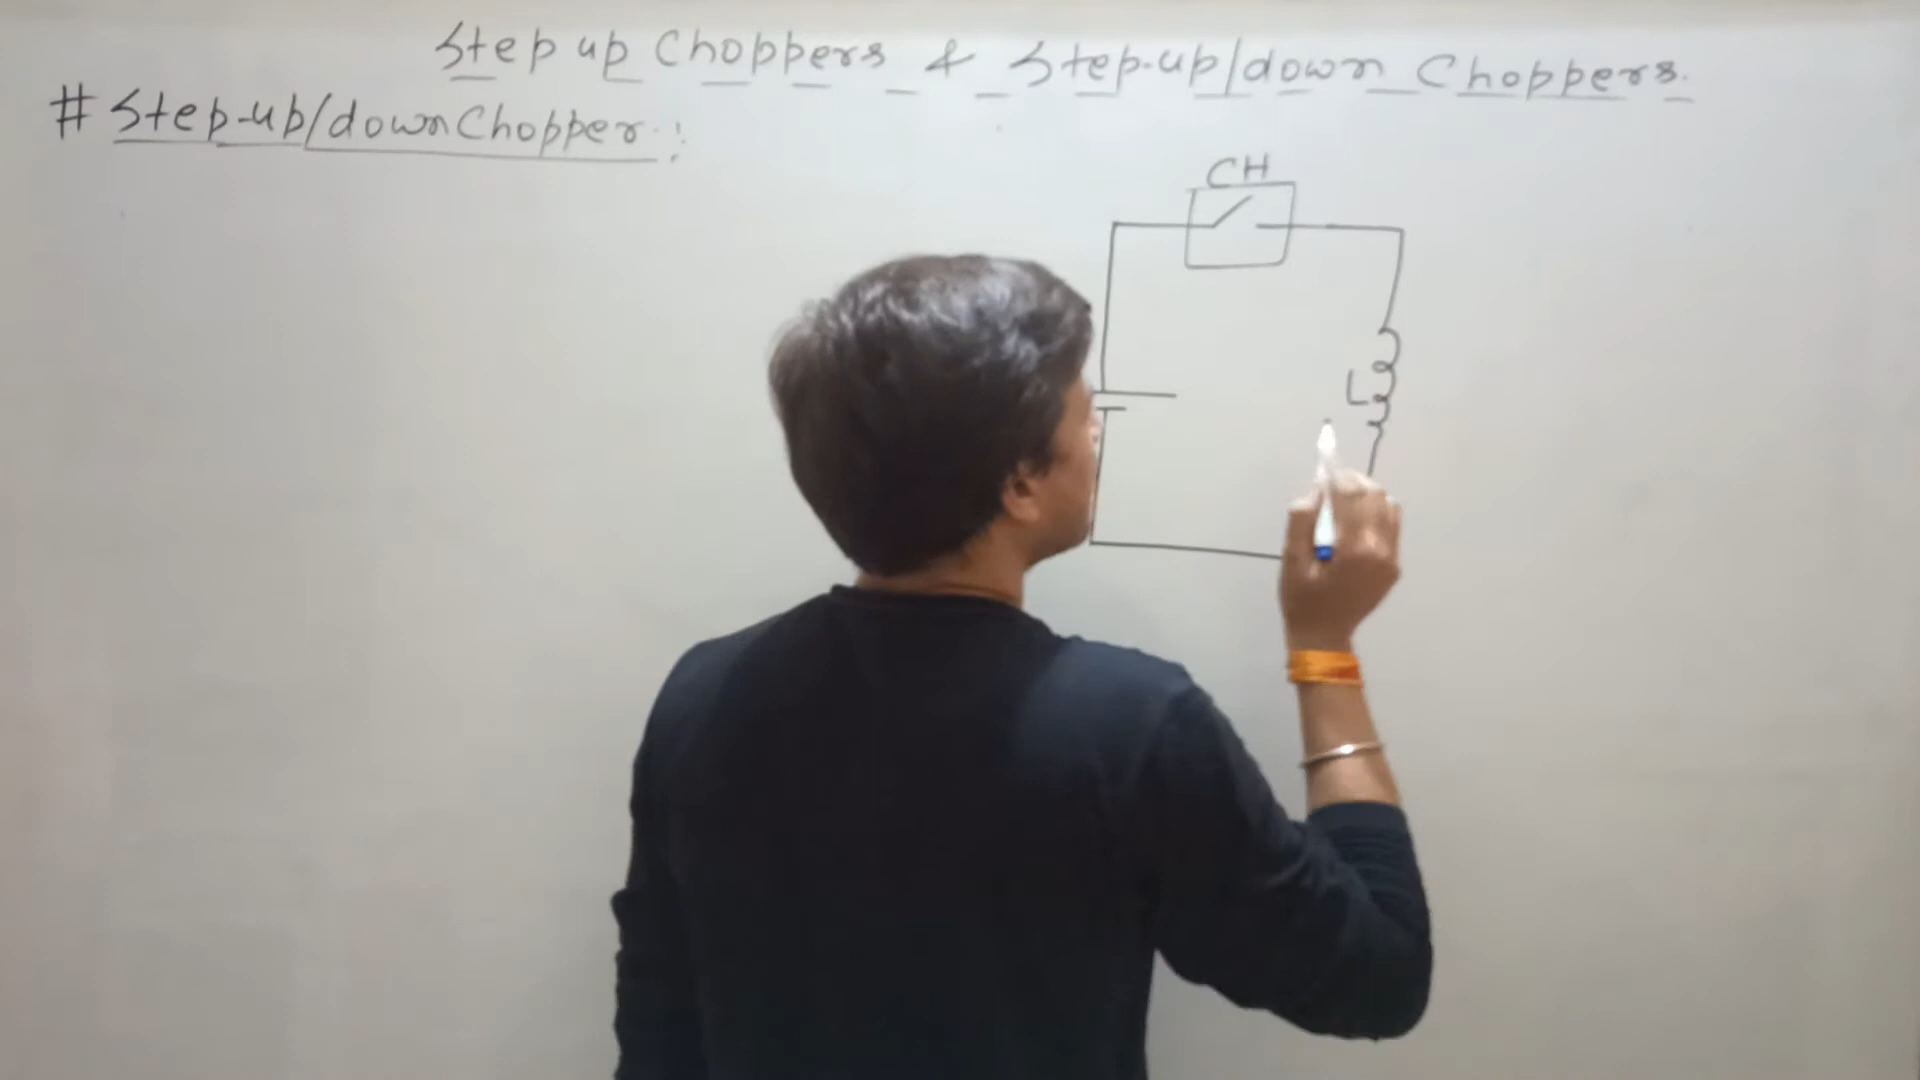 Step up Choppers & Step-up/down Choppers.
# Step-up/down Chopper :
CH
L